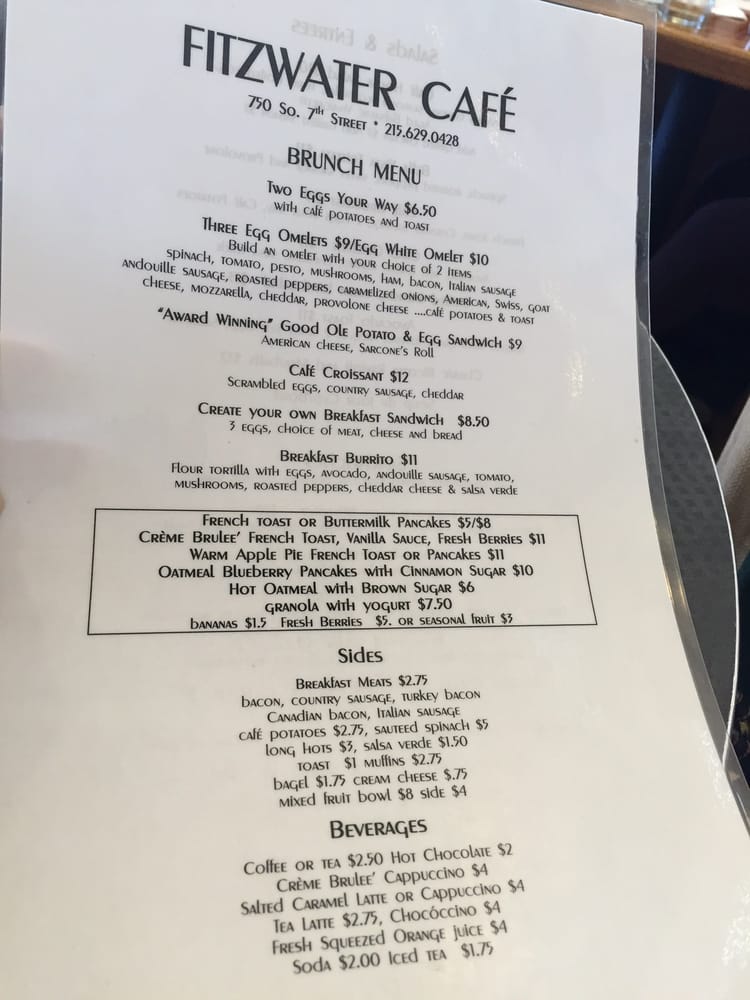 FITZWATER CAFÉ
750 So. 7th Street • 215.629.0428
BRUNCH MENU
Two Eggs Your Way $6.50
with café potatoes and toast
Three Egg Omelets $9/Egg White Omelet $10
Build an omelet with your choice of 2 items
spinach, tomato, pesto, mushrooms, ham, bacon, Italian sausage
andouille sausage, roasted peppers, caramelized onions, American, Swiss, goat
cheese, mozzarella, cheddar, provolone cheese ....café potatoes & toast
"Award Winning" Good Ole Potato & Egg Sandwich $9
American cheese, Sarcone's Roll
Café Croissant $12
Scrambled eggs, country sausage, cheddar
Create your own Breakfast Sandwich $8.50
3 eggs, choice of meat, cheese and bread
Breakfast Burrito $11
Flour tortilla with eggs, avocado, andouille sausage, tomato,
mushrooms, roasted peppers, cheddar cheese & salsa verde
French toast or Buttermilk Pancakes $5/$8
Crème Brulee' French Toast, Vanilla Sauce, Fresh Berries $11
Warm Apple Pie French Toast or Pancakes $11
Oatmeal Blueberry Pancakes with Cinnamon Sugar $10
Hot Oatmeal with Brown Sugar $6
granola with yogurt $7.50
bananas $1.5 Fresh Berries $5. or seasonal fruit $3
Sides
Breakfast Meats $2.75
bacon, country sausage, turkey bacon
Canadian bacon, Italian sausage
café potatoes $2.75, sauteed spinach $5
long hots $3, salsa verde $1.50
toast $1 muffins $2.75
bagel $1.75 cream cheese $.75
mixed fruit bowl $8 side $4
Beverages
Coffee or tea $2.50 Hot Chocolate $2
Crème Brulee' Cappuccino $4
Salted Caramel Latte or Cappuccino $4
Tea Latte $2.75, Chocóccino $4
Fresh Squeezed Orange juice $4
Soda $2.00 Iced tea $1.75